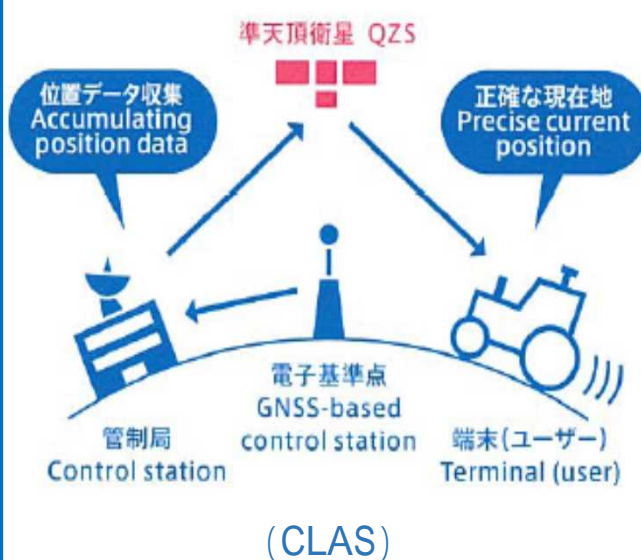 準天頂衛星 QZS
位置データ収集
Accumulating
position data
正確な現在地
Precise current
position
電子基準点
GNSS-based
control station
管制局
Control station
端末(ユーザー)
Terminal (user)
(CLAS)